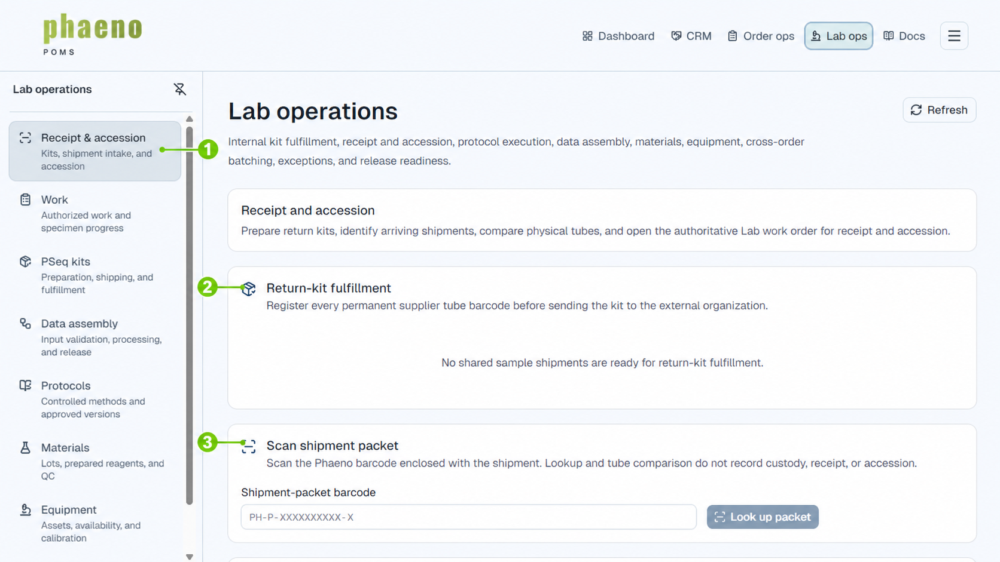 phaeno
POMS
Dashboard
CRM
Order ops
Lab ops
Docs
Lab operations
Receipt & accession
Kits, shipment intake, and
accession
1
Work
Authorized work and
specimen progress
PSeq kits
Preparation, shipping, and
fulfillment
Data assembly
Input validation, processing,
and release
Protocols
Controlled methods and
approved versions
Materials
Lots, prepared reagents, and
QC
Equipment
Assets, availability, and
calibration
Lab operations
Refresh
Internal kit fulfillment, receipt and accession, protocol execution, data assembly, materials, equipment, cross-order
batching, exceptions, and release readiness.
Receipt and accession
Prepare return kits, identify arriving shipments, compare physical tubes, and open the authoritative Lab work order for receipt and accession.
2
Return-kit fulfillment
Register every permanent supplier tube barcode before sending the kit to the external organization.
No shared sample shipments are ready for return-kit fulfillment.
3
Scan shipment packet
Scan the Phaeno barcode enclosed with the shipment. Lookup and tube comparison do not record custody, receipt, or accession.
Shipment-packet barcode
PH-P-XXXXXXXXXX-X
Look up packet